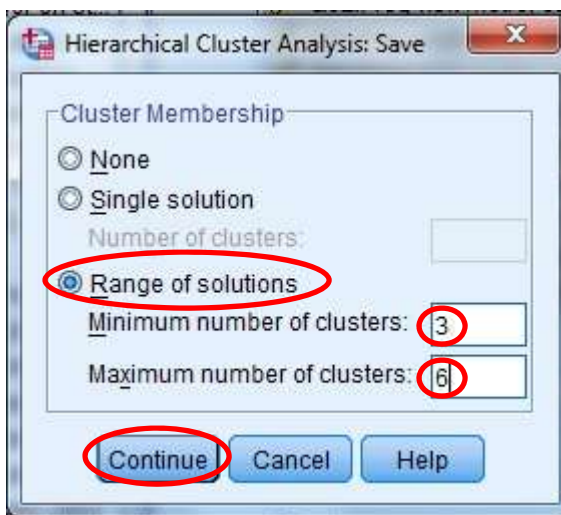 Hierarchical Cluster Analysis: Save
Cluster Membership
None
Single solution
Number of clusters:
Range of solutions
Minimum number of clusters: 3
Maximum number of clusters: 6
Continue Cancel Help